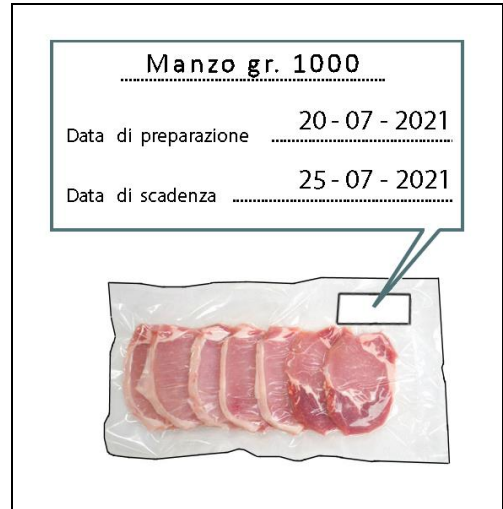 Manzo gr. 1000
Data di preparazione 20 - 07 - 2021
Data di scadenza 25 - 07 - 2021